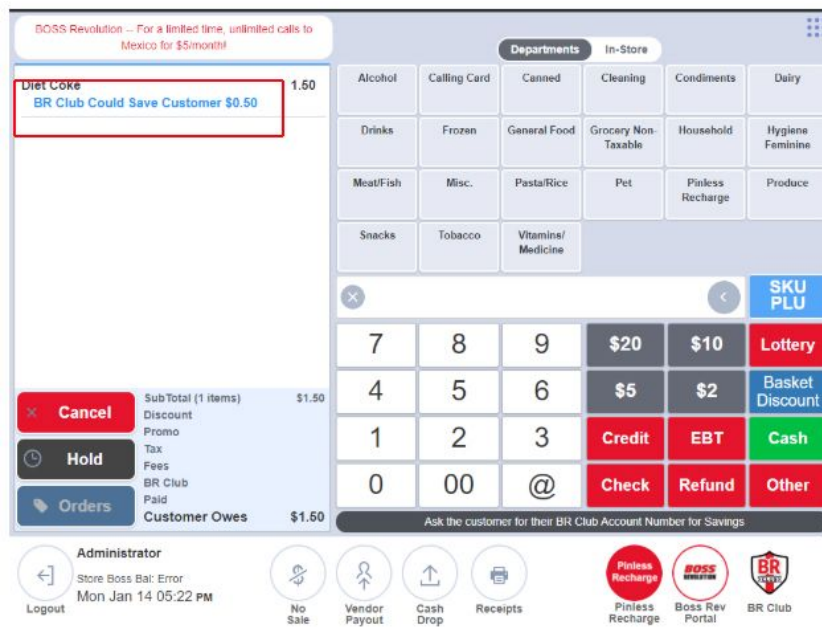 BOSS Revolution -- For a limited time, unlimited calls to
Mexico for $5/month!
Departments In-Store
Diet Coke 1.50
BR Club Could Save Customer $0.50
Alcohol Calling Card Canned Cleaning Condiments Dairy
Drinks Frozen General Food Grocery Non-
Taxable Household Hygiene
Feminine
Meat/Fish Misc. Pasta/Rice Pet Pinless
Recharge Produce
Snacks Tobacco Vitamins/
Medicine
SKU
PLU
7 8 9 $20 $10 Lottery
4 5 6 $5 $2 Basket
Discount
1 2 3 Credit EBT Cash
0 00 @ Check Refund Other
Cancel
Hold
Orders
SubTotal (1 items) $1.50
Discount
Promo
Tax
Fees
BR Club
Paid
Customer Owes $1.50
Ask the customer for their BR Club Account Number for Savings
Logout
Administrator
Store Boss Bal: Error
Mon Jan 14 05:22 PM
No
Sale
Vendor
Payout
Cash
Drop
Receipts
Pinless
Recharge
Pinless
Recharge
BOSS
REVOLUTION
Boss Rev
Portal
BR
BR Club